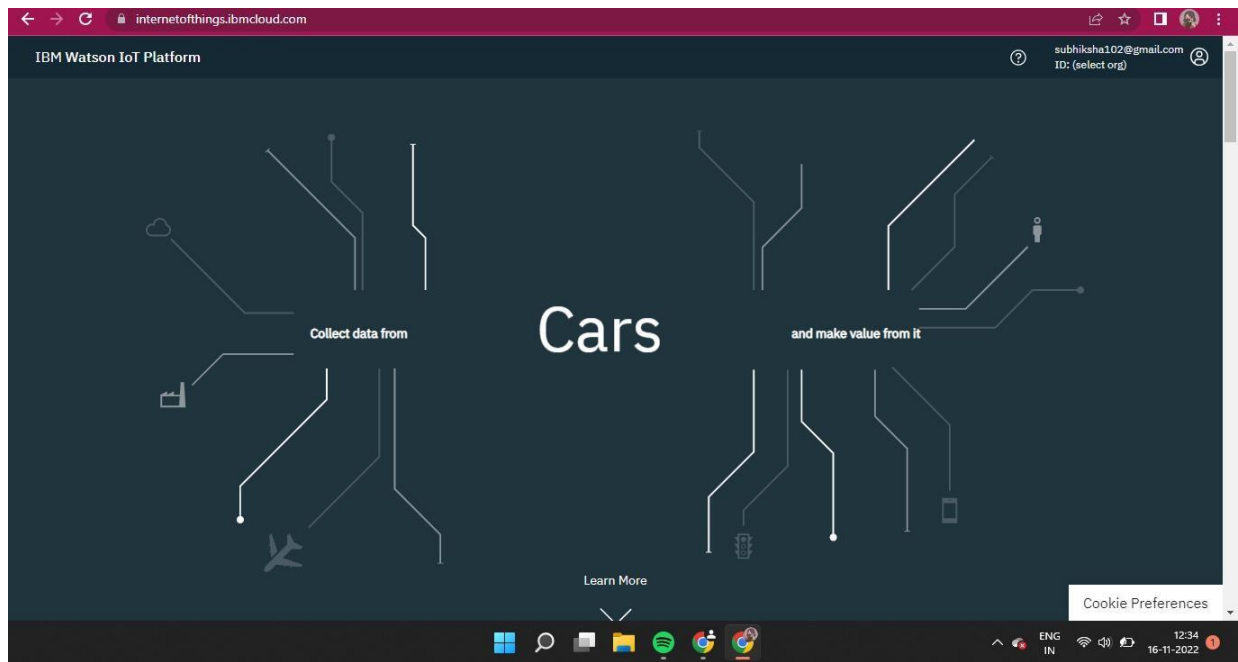 internetofthings.ibmcloud.com
IBM Watson IoT Platform
subhiksha102@gmail.com
ID: (select org)
Collect data from
Cars
and make value from it
Learn More
Cookie Preferences
ENG
IN
12:34
16-11-2022
1